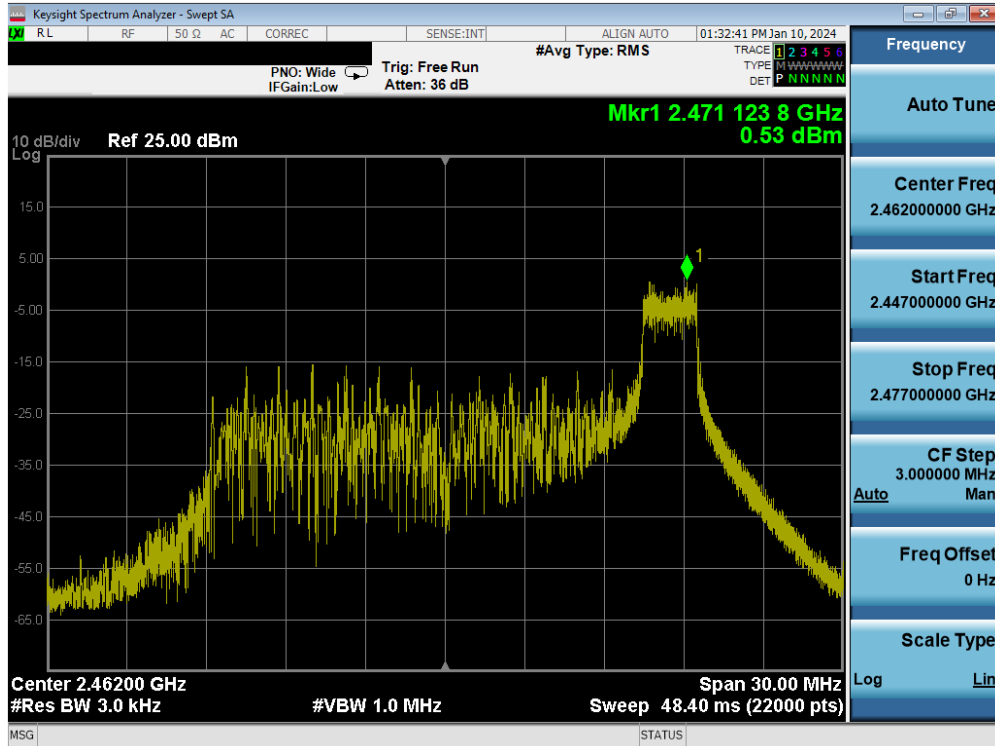 Keysight Spectrum Analyzer - Swept SA
LXI RL RF 50 Ω AC CORREC SENSE:INT ALIGN AUTO 01:32:41 PM Jan 10, 2024
#Avg Type: RMS TRACE 1 2 3 4 5 6
PNO: Wide Trig: Free Run TYPE M WWWWW
IFGain:Low Atten: 36 dB DET P N N N N N
Mkr1 2.471 123 8 GHz
0.53 dBm
10 dB/div Ref 25.00 dBm
Log
15.0
5.00
1
-5.00
-15.0
-25.0
-35.0
-45.0
-55.0
-65.0
Center 2.46200 GHz Span 30.00 MHz
#Res BW 3.0 kHz #VBW 1.0 MHz Sweep 48.40 ms (22000 pts)
MSG STATUS
Frequency
Auto Tune
Center Freq
2.462000000 GHz
Start Freq
2.447000000 GHz
Stop Freq
2.477000000 GHz
CF Step
3.000000 MHz
Auto Man
Freq Offset
0 Hz
Scale Type
Log Lin